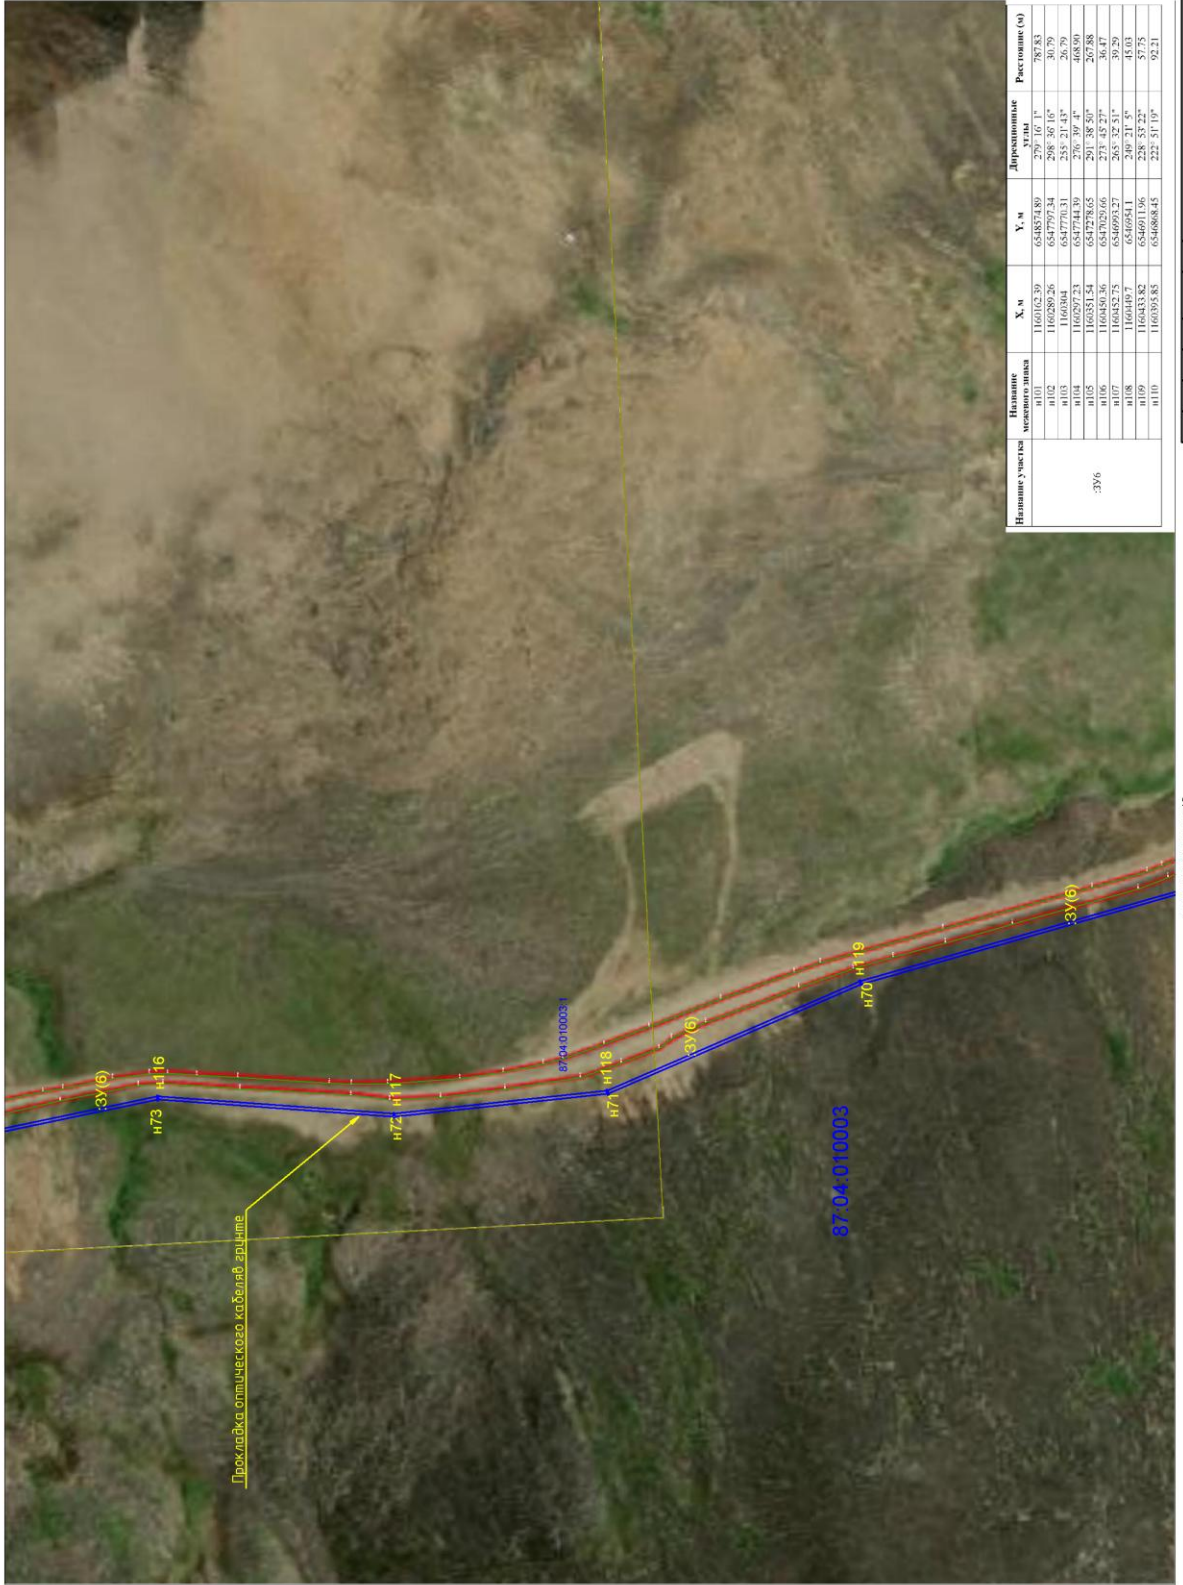 Название участка | Название межевого знака | X, м | Y, м | Дирекционные углы | Расстояние (м)
:ЗУ6
н101 | 1160162.39 | 6548574.89 | 279° 16' 1" | 787.83
н102 | 1160289.26 | 6547797.34 | 298° 36' 16" | 30.79
н103 | 1160304 | 6547770.31 | 255° 21' 43" | 26.79
н104 | 1160297.23 | 6547744.39 | 276° 39' 4" | 468.90
н105 | 1160351.54 | 6547278.65 | 291° 38' 50" | 267.88
н106 | 1160450.36 | 6547029.66 | 273° 45' 27" | 36.47
н107 | 1160452.75 | 6546993.27 | 265° 32' 51" | 39.29
н108 | 1160449.7 | 6546954.1 | 249° 21' 5" | 45.03
н109 | 1160433.82 | 6546911.96 | 228° 53' 22" | 57.75
н110 | 1160395.85 | 6546868.45 | 222° 51' 19" | 92.21
Прокладка оптического кабеляв грунте
:ЗУ(6)
н73 н116
н72 н117
87:04:010003:1
н71 н118
:ЗУ(6)
87:04:010003
н70 н119
:ЗУ(6)